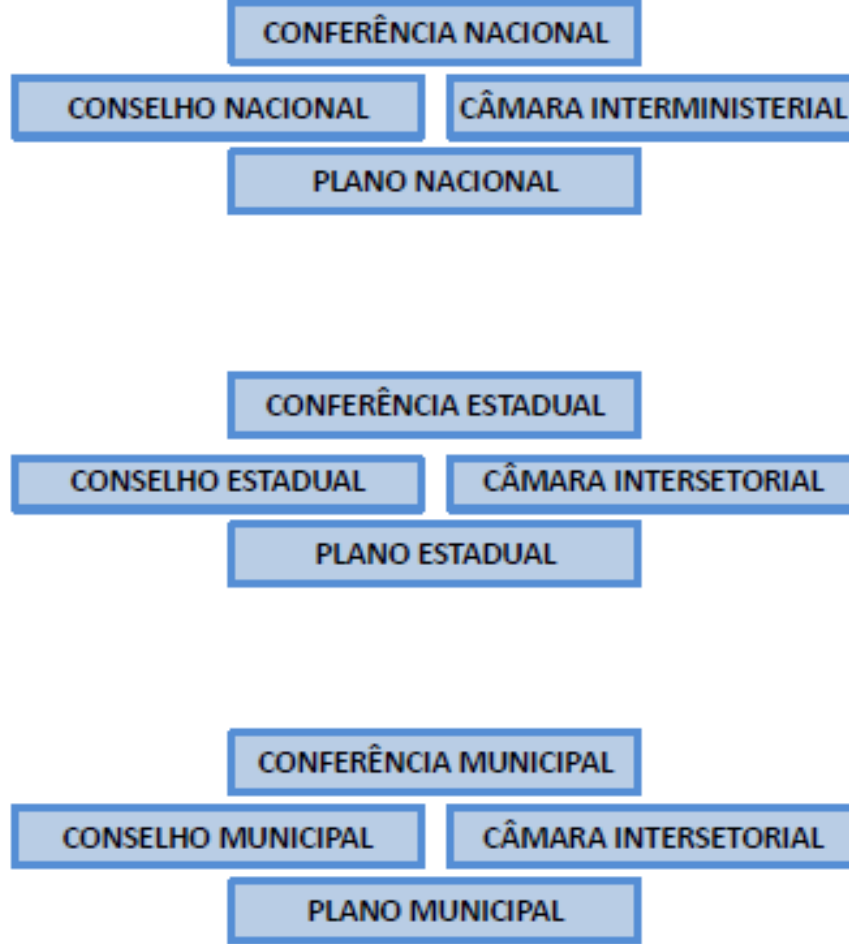 CONFERÊNCIA NACIONAL
CONSELHO NACIONAL
CÂMARA INTERMINISTERIAL
PLANO NACIONAL
CONFERÊNCIA ESTADUAL
CONSELHO ESTADUAL
CÂMARA INTERSETORIAL
PLANO ESTADUAL
CONFERÊNCIA MUNICIPAL
CONSELHO MUNICIPAL
CÂMARA INTERSETORIAL
PLANO MUNICIPAL